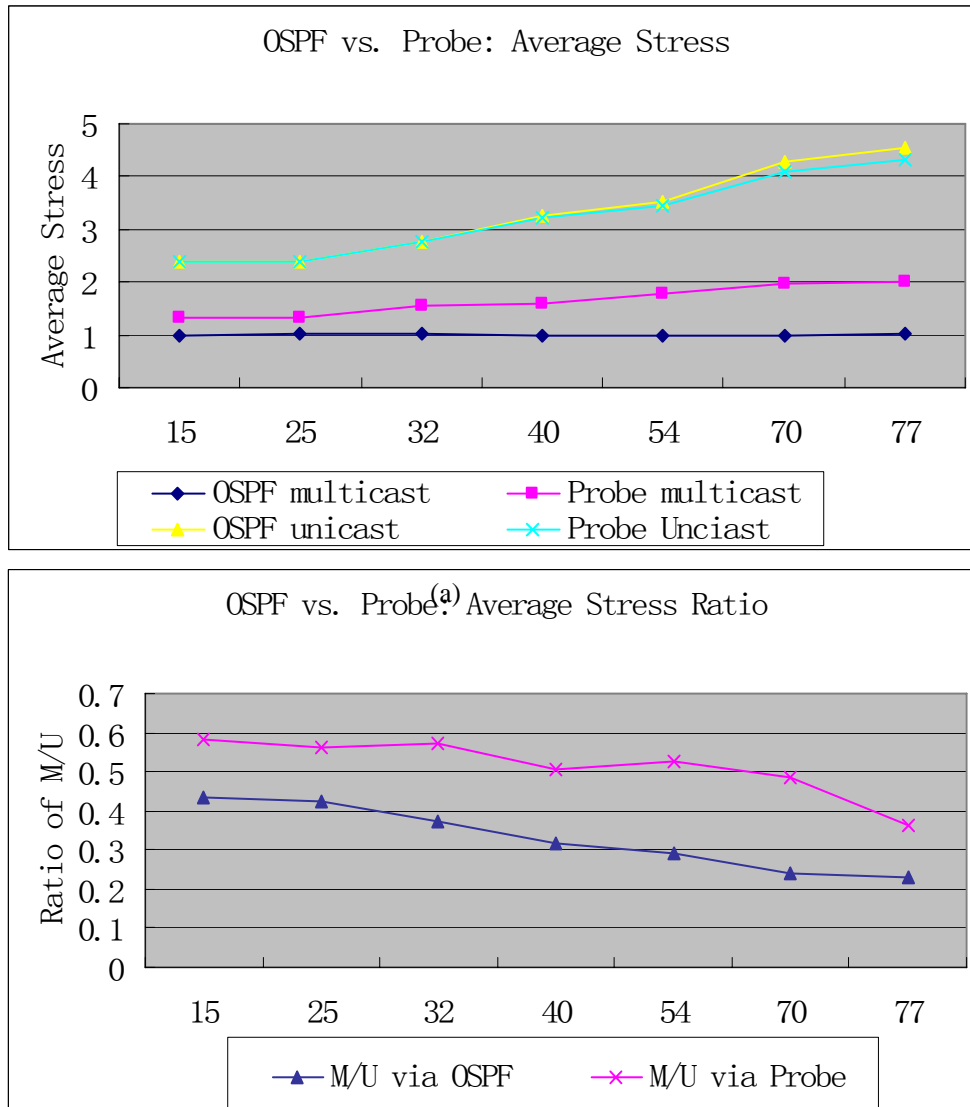 OSPF vs. Probe: Average Stress
Average Stress
5
4
3
2
1
0
15 25 32 40 54 70 77
OSPF multicast Probe multicast
OSPF unicast Probe Unciast
(a)
OSPF vs. Probe: Average Stress Ratio
Ratio of M/U
0.7
0.6
0.5
0.4
0.3
0.2
0.1
0
15 25 32 40 54 70 77
M/U via OSPF M/U via Probe